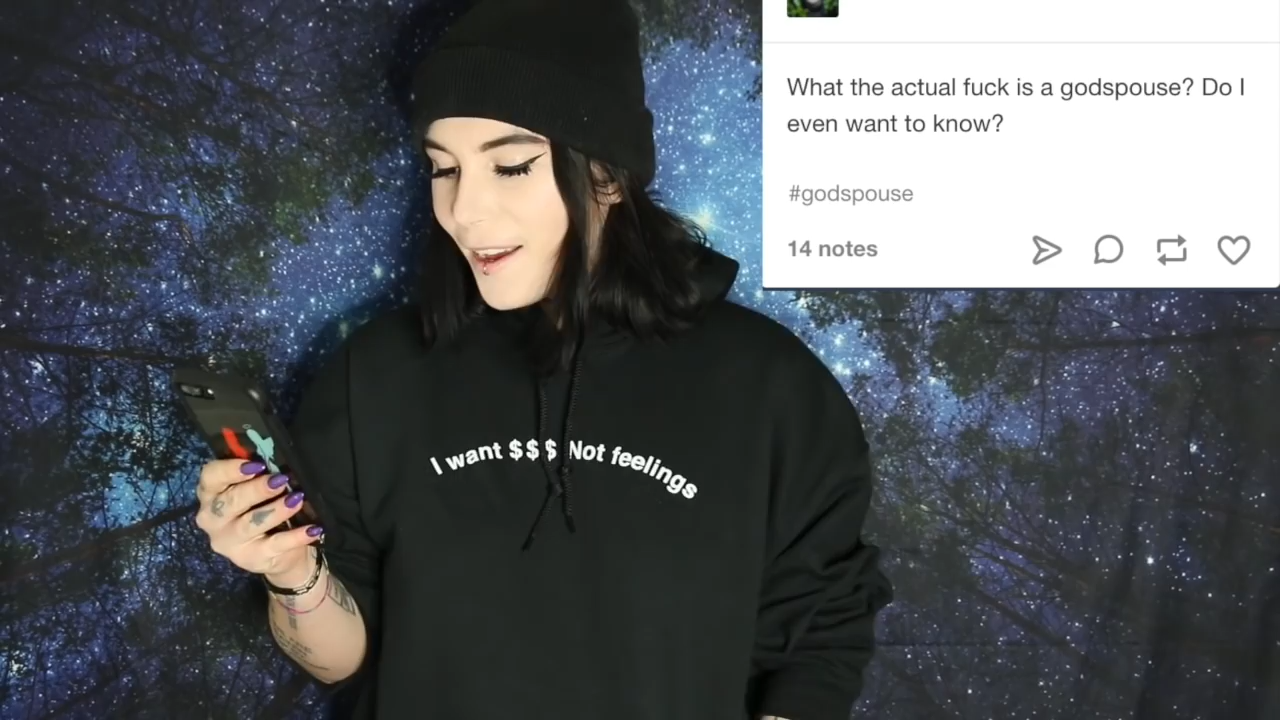 What the actual fuck is a godspouse? Do I
even want to know?
#godspouse
14 notes
I want $$$ Not feelings